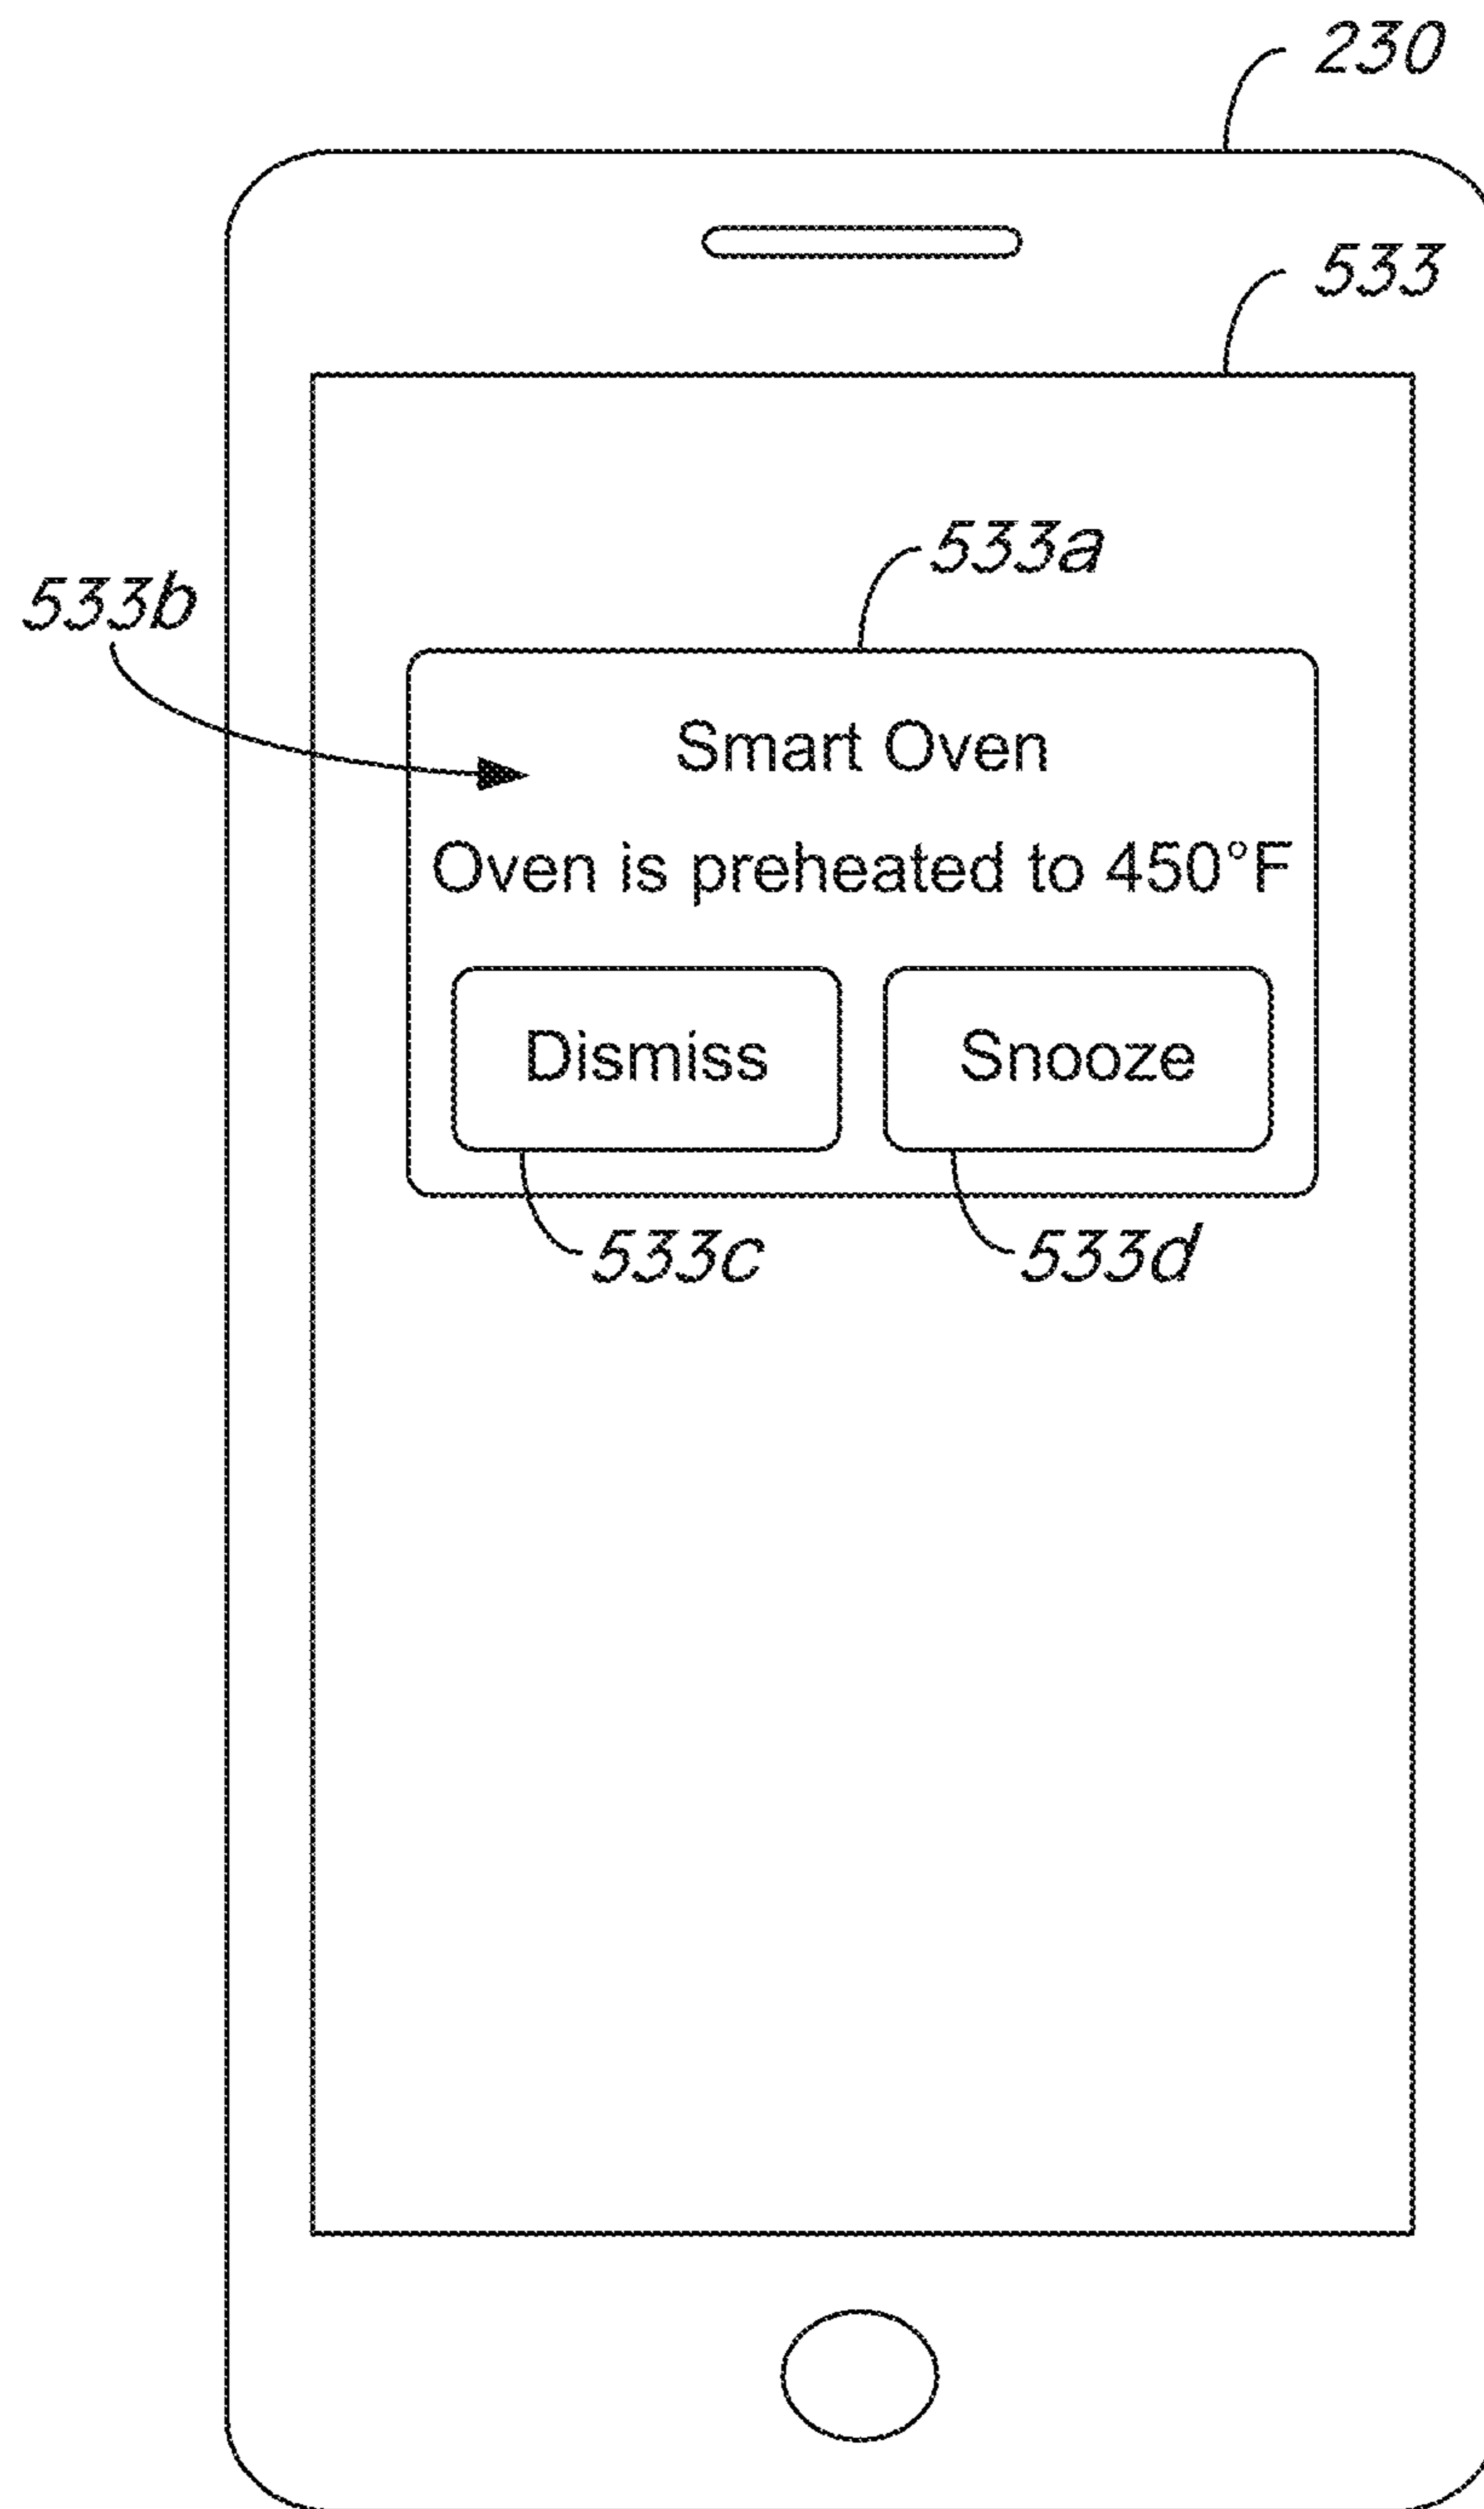 230
533
533a
533b
Smart Oven
Oven is preheated to 450°F
Dismiss
Snooze
533c
533d